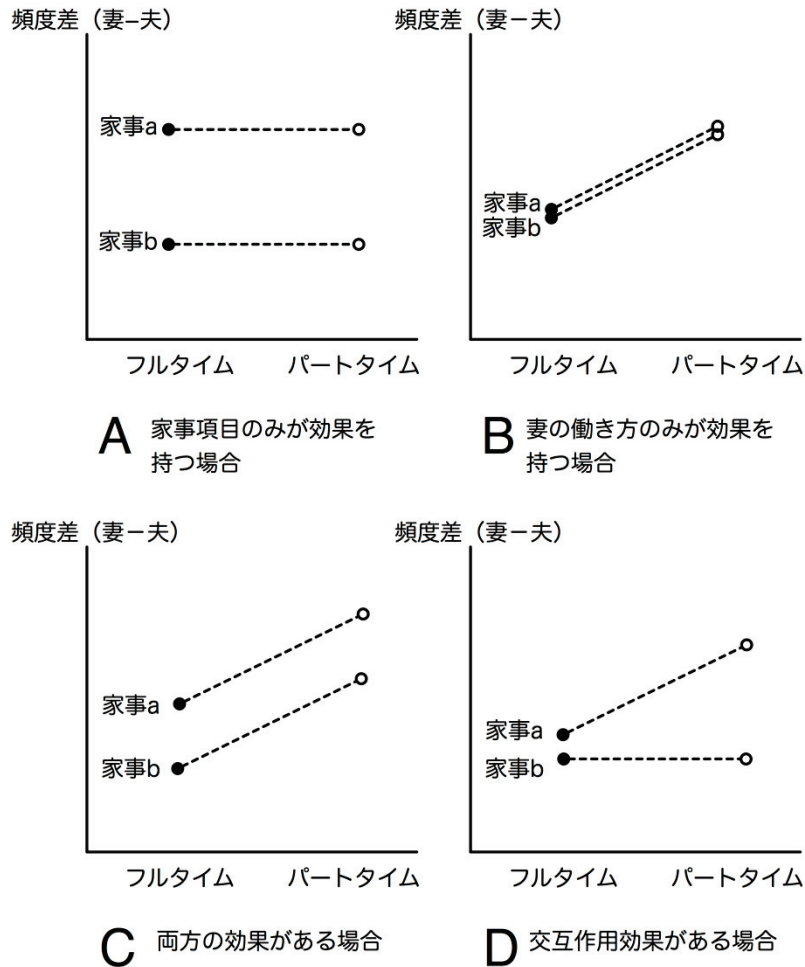 頻度差（妻–夫）
家事a
家事b
フルタイム　パートタイム
A 家事項目のみが効果を
持つ場合
頻度差（妻－夫）
家事a
家事b
フルタイム　パートタイム
B 妻の働き方のみが効果を
持つ場合
頻度差（妻－夫）
家事a
家事b
フルタイム　パートタイム
C 両方の効果がある場合
頻度差（妻－夫）
家事a
家事b
フルタイム　パートタイム
D 交互作用効果がある場合